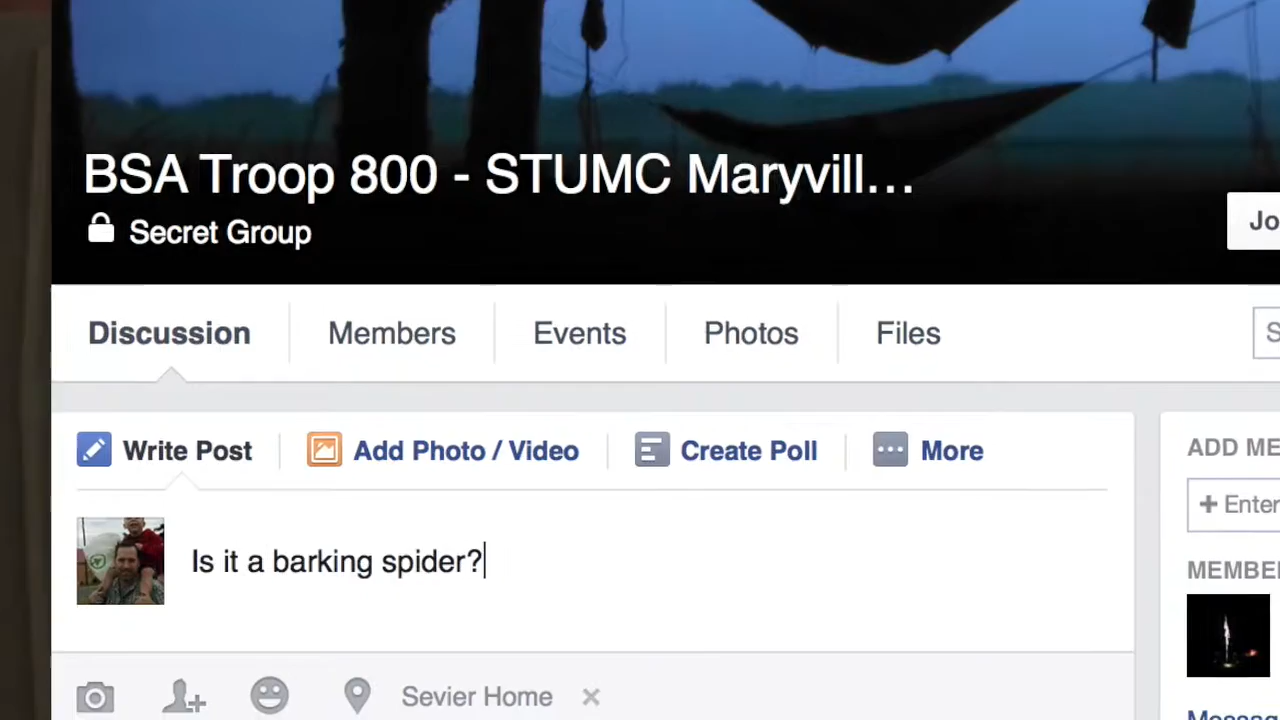 BSA Troop 800 - STUMC Maryvill...
Secret Group
Jo
Discussion Members Events Photos Files S
Write Post Add Photo / Video Create Poll More
ADD ME
+ Enter
Is it a barking spider?
MEMBE
Sevier Home ×